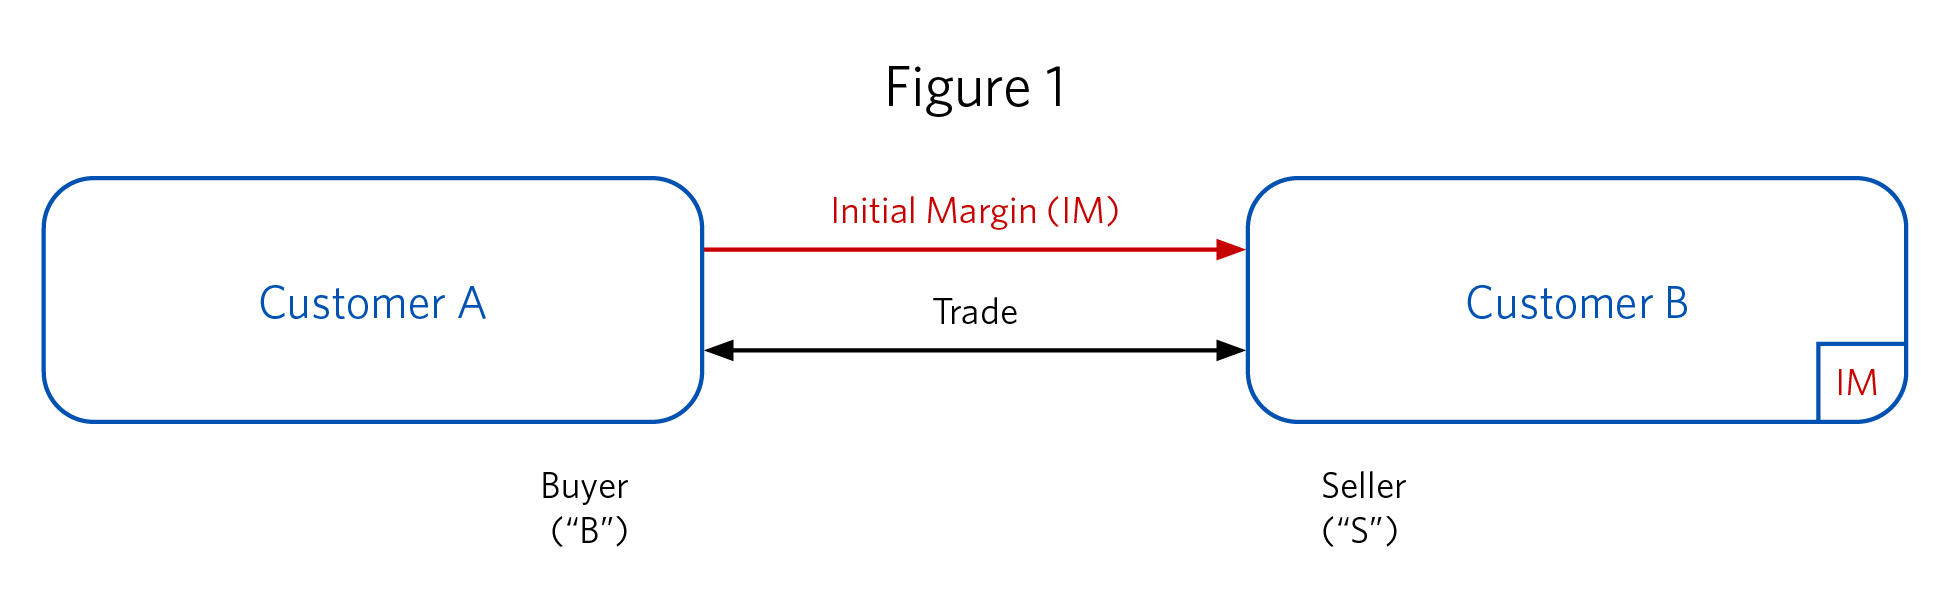 Figure 1
Initial Margin (IM)
Customer A
Trade
Customer B
IM
Buyer
(“B”)
Seller
(“S”)